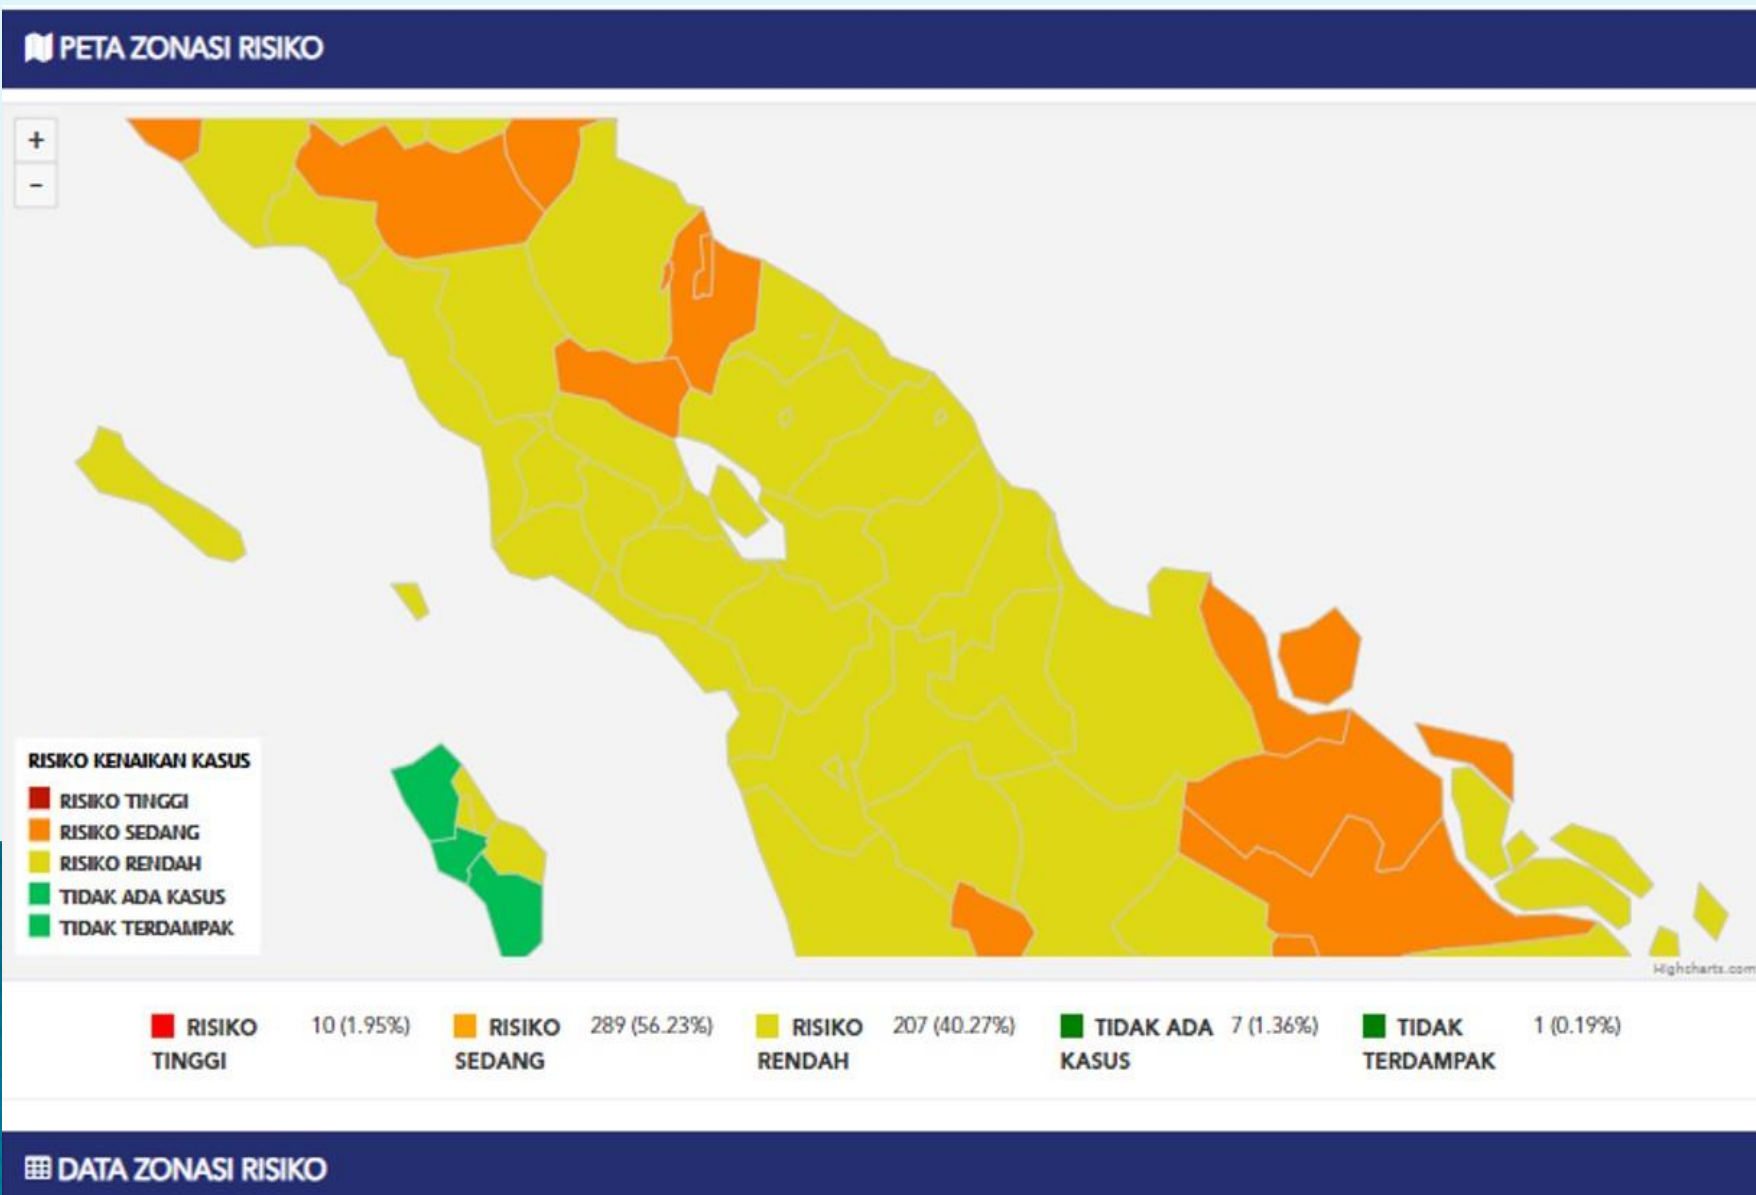 PETA ZONASI RISIKO
+
−
RISIKO KENAIKAN KASUS
RISIKO TINGGI
RISIKO SEDANG
RISIKO RENDAH
TIDAK ADA KASUS
TIDAK TERDAMPAK
Highcharts.com
RISIKO TINGGI 10 (1.95%)
RISIKO SEDANG 289 (56.23%)
RISIKO RENDAH 207 (40.27%)
TIDAK ADA KASUS 7 (1.36%)
TIDAK TERDAMPAK 1 (0.19%)
DATA ZONASI RISIKO